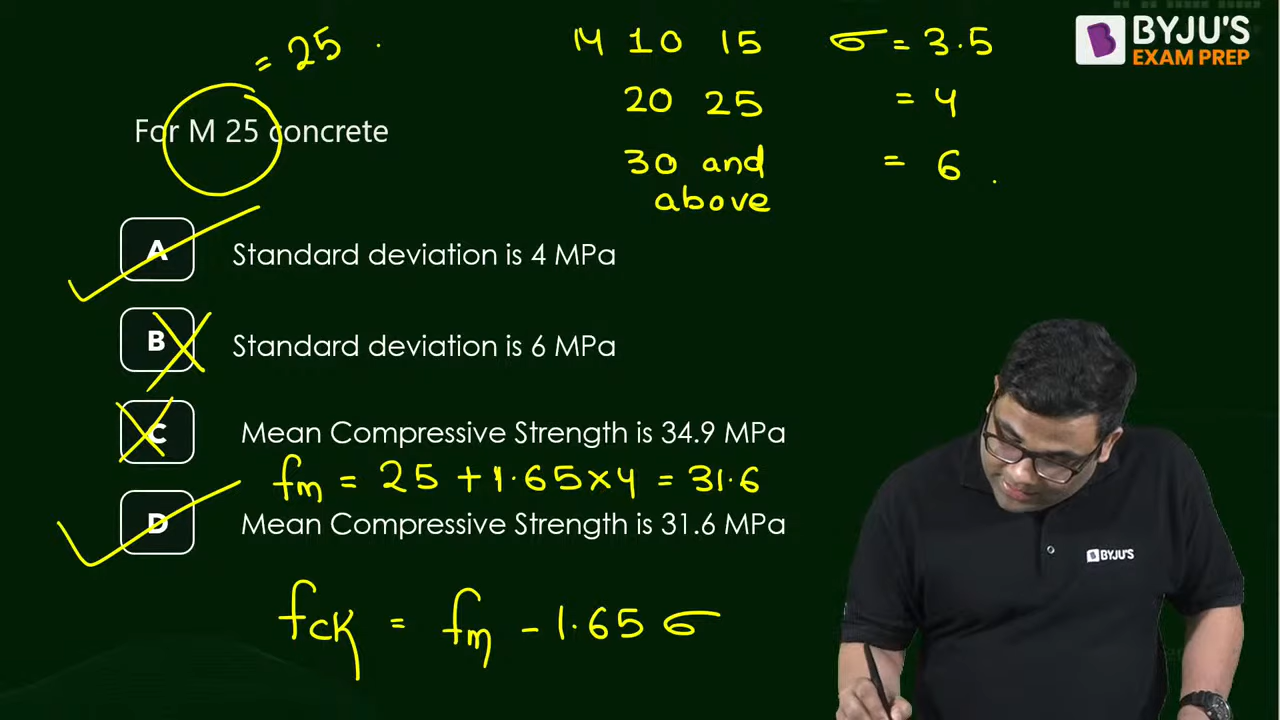 BYJU'S
EXAM PREP
= 25
M 10 15 σ = 3.5
20 25 = 4
30 and above = 6
For M 25 concrete
A Standard deviation is 4 MPa
B Standard deviation is 6 MPa
C Mean Compressive Strength is 34.9 MPa
fm = 25 + 1.65 × 4 = 31.6
D Mean Compressive Strength is 31.6 MPa
fck = fm - 1.65 σ
BYJU'S